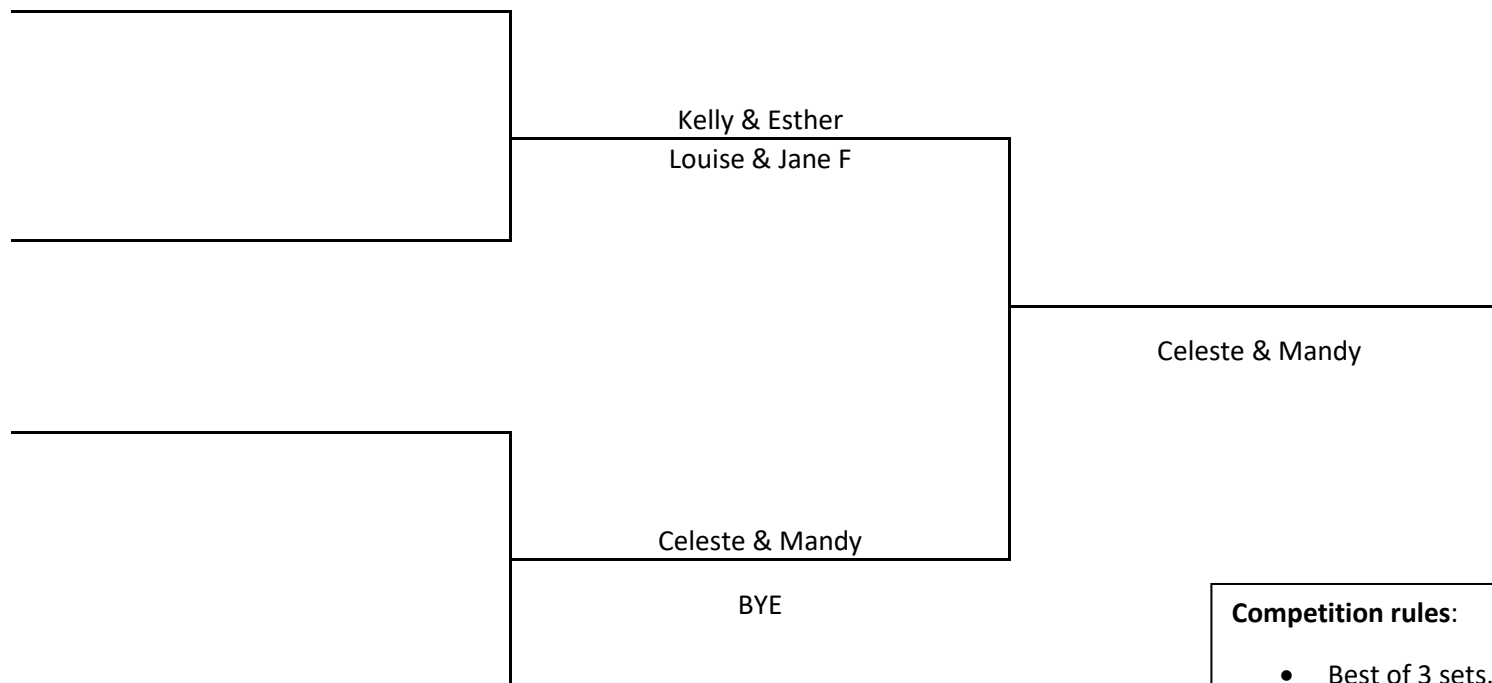 Kelly & Esther
Louise & Jane F
Celeste & Mandy
Celeste & Mandy
BYE
Competition rules:
• Best of 3 sets.